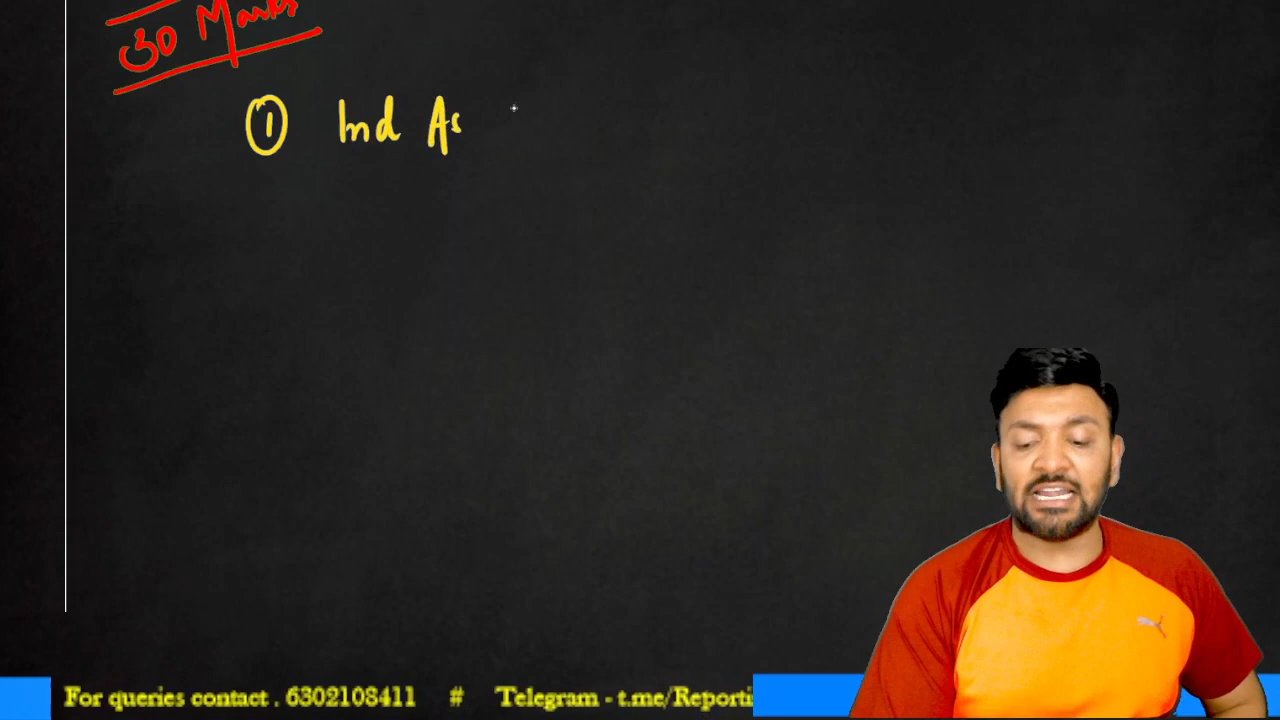 30 Marks
① Ind As
For queries contact . 6302108411 # Telegram - t.me/Reporti